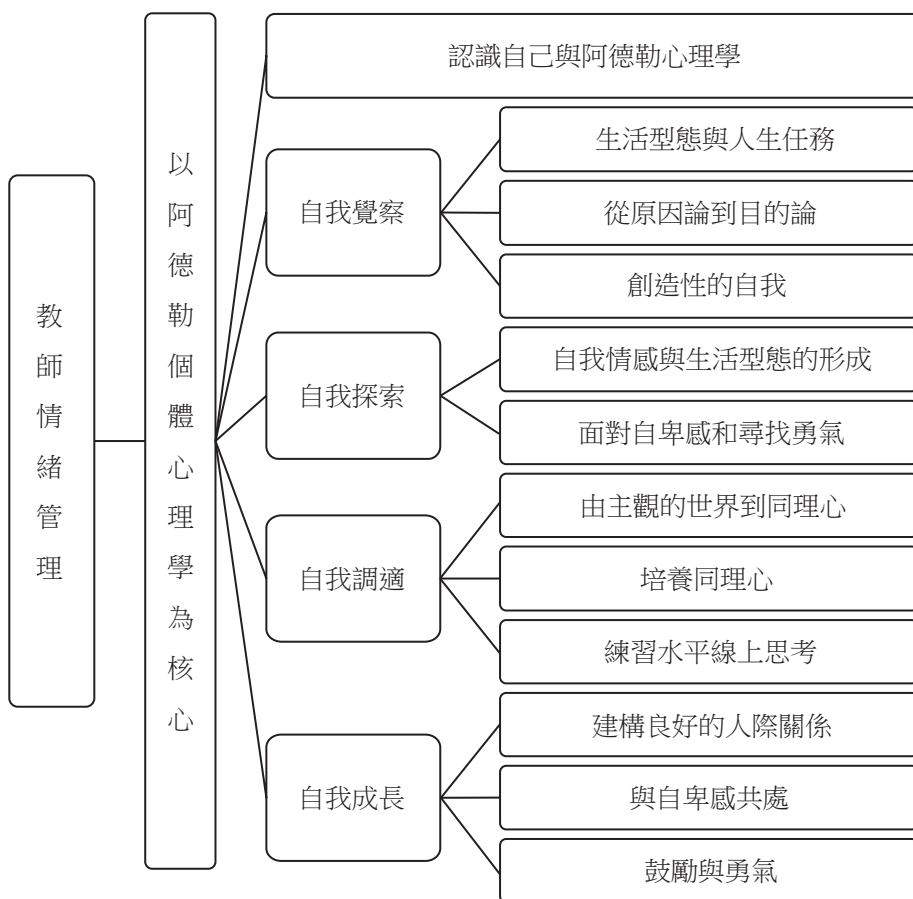 教師情緒管理
以阿德勒個體心理學為核心
認識自己與阿德勒心理學
自我覺察
生活型態與人生任務
從原因論到目的論
創造性的自我
自我探索
自我情感與生活型態的形成
面對自卑感和尋找勇氣
自我調適
由主觀的世界到同理心
培養同理心
練習水平線上思考
自我成長
建構良好的人際關係
與自卑感共處
鼓勵與勇氣